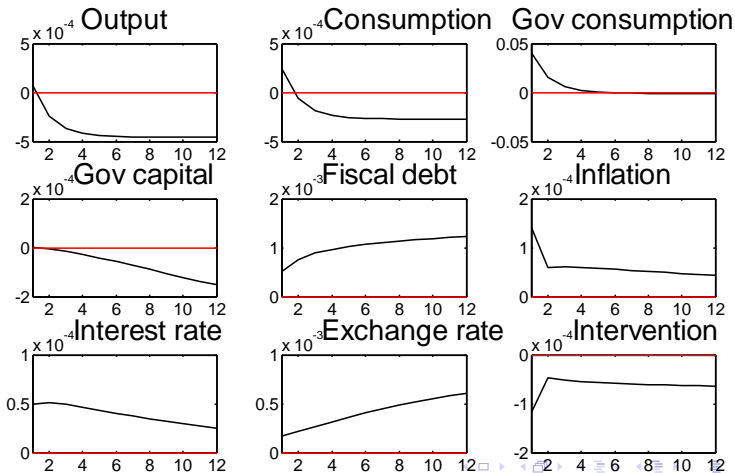 Output
x 10⁻⁴
5
0
-5
2 4 6 8 10 12
Consumption
x 10⁻⁴
5
0
-5
2 4 6 8 10 12
Gov consumption
0.05
0
-0.05
2 4 6 8 10 12
Gov capital
x 10⁻⁴
2
0
-2
2 4 6 8 10 12
Fiscal debt
x 10⁻³
2
1
0
2 4 6 8 10 12
Inflation
x 10⁻⁴
2
1
0
2 4 6 8 10 12
Interest rate
x 10⁻⁴
1
0.5
0
2 4 6 8 10 12
Exchange rate
x 10⁻³
1
0.5
0
2 4 6 8 10 12
Intervention
x 10⁻⁴
0
-1
-2
2 4 6 8 10 12